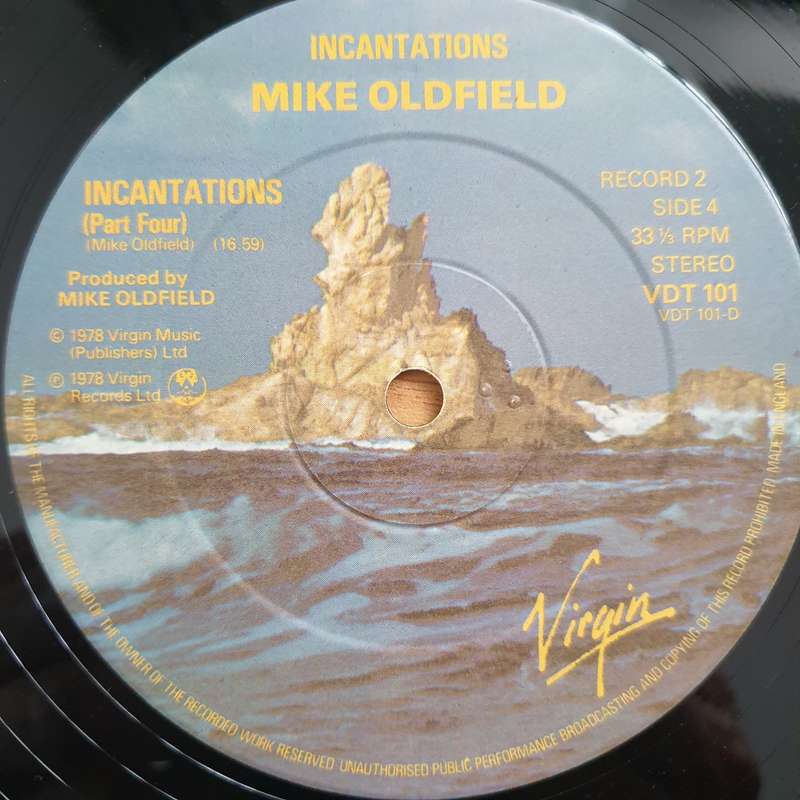 INCANTATIONS
MIKE OLDFIELD
INCANTATIONS
(Part Four)
(Mike Oldfield) (16.59)
Produced by
MIKE OLDFIELD
© 1978 Virgin Music
(Publishers) Ltd
℗ 1978 Virgin
Records Ltd
RECORD 2
SIDE 4
33 ⅓ RPM
STEREO
VDT 101
VDT 101-D
Virgin
ALL RIGHTS OF THE MANUFACTURER AND OF THE OWNER OF THE RECORDED WORK RESERVED UNAUTHORISED PUBLIC PERFORMANCE BROADCASTING AND COPYING OF THIS RECORD PROHIBITED MADE IN ENGLAND